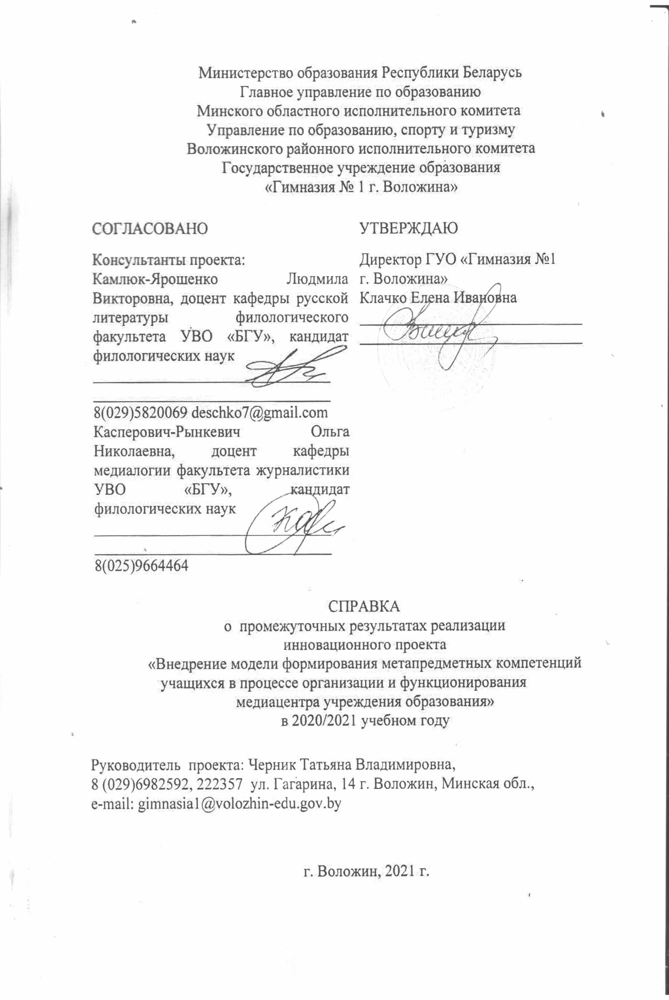 Министерство образования Республики Беларусь
Главное управление по образованию
Минского областного исполнительного комитета
Управление по образованию, спорту и туризму
Воложинского районного исполнительного комитета
Государственное учреждение образования
«Гимназия № 1 г. Воложина»
СОГЛАСОВАНО
Консультанты проекта:
Камлюк-Ярошенко Людмила
Викторовна, доцент кафедры русской
литературы филологического
факультета УВО «БГУ», кандидат
филологических наук
8(029)5820069 deschko7@gmail.com
Касперович-Рынкевич Ольга
Николаевна, доцент кафедры
медиалогии факультета журналистики
УВО «БГУ», кандидат
филологических наук
8(025)9664464
УТВЕРЖДАЮ
Директор ГУО «Гимназия №1
г. Воложина»
Клачко Елена Ивановна
СПРАВКА
о промежуточных результатах реализации
инновационного проекта
«Внедрение модели формирования метапредметных компетенций
учащихся в процессе организации и функционирования
медиацентра учреждения образования»
в 2020/2021 учебном году
Руководитель проекта: Черник Татьяна Владимировна,
8 (029)6982592, 222357 ул. Гагарина, 14 г. Воложин, Минская обл.,
e-mail: gimnasia1@volozhin-edu.gov.by
г. Воложин, 2021 г.